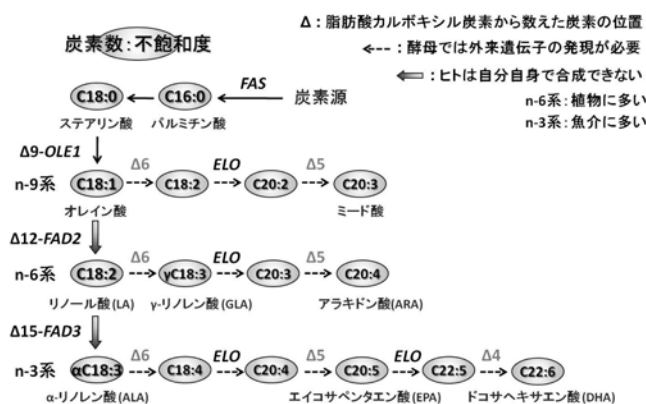 Δ：脂肪酸カルボキシル炭素から数えた炭素の位置
炭素数：不飽和度
：酵母では外来遺伝子の発現が必要
：ヒトは自分自身で合成できない
n-6系：植物に多い
n-3系：魚介に多い
C18:0 C16:0 FAS 炭素源
ステアリン酸 パルミチン酸
Δ9-OLE1
Δ6 ELO Δ5
n-9系 C18:1 C18:2 C20:2 C20:3
オレイン酸 ミード酸
Δ12-FAD2
Δ6 ELO Δ5
n-6系 C18:2 γC18:3 C20:3 C20:4
リノール酸(LA) γ-リノレン酸(GLA) アラキドン酸(ARA)
Δ15-FAD3
Δ6 ELO Δ5 ELO Δ4
n-3系 αC18:3 C18:4 C20:4 C20:5 C22:5 C22:6
α-リノレン酸(ALA) エイコサペンタエン酸(EPA) ドコサヘキサエン酸(DHA)